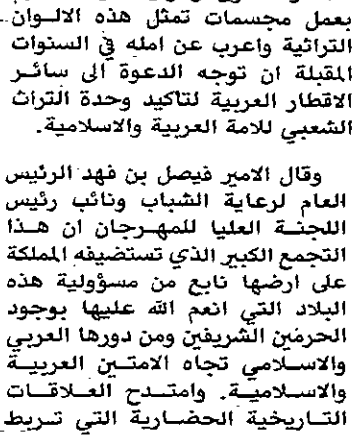 بعمل مجسمات تمثل هذه الالوان
التراثية واعرب عن امله في السنوات
المقبلة ان توجه الدعوة الى سائر
الاقطار العربية لتاكيد وحدة التراث
الشعبي للامة العربية والاسلامية.
وقال الامير فيصل بن فهد الرئيس
العام لرعاية الشباب ونائب رئيس
اللجنة العليا للمهرجان ان هذا
التجمع الكبير الذي تستضيفه المملكة
على ارضها نابع من مسؤولية هذه
البلاد التي انعم الله عليها بوجود
الحرمين الشريفين ومن دورها العربي
والاسلامي تجاه الامتين العربية
والاسلامية. وامتدح العلاقات
التاريخية الحضارية التي تربط